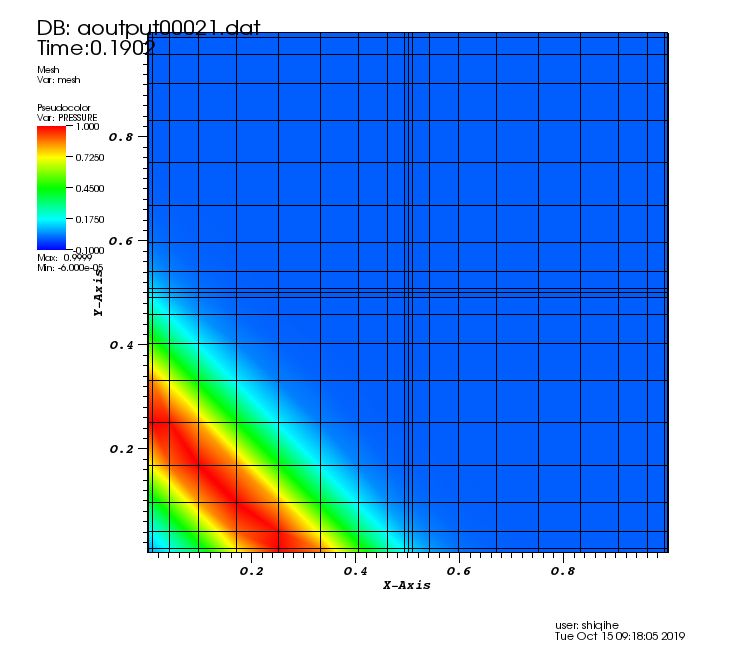 DB: aoutput00021.dat
Time:0.1902
Mesh
Var: mesh
Pseudocolor
Var: PRESSURE
1.000
0.7250
0.4500
0.1750
-0.1000
Max: 0.9999
Min: -6.000e-05
Y-Axis
0.8
0.6
0.4
0.2
0.2 0.4 0.6 0.8
X-Axis
user: shiqihe
Tue Oct 15 09:18:05 2019